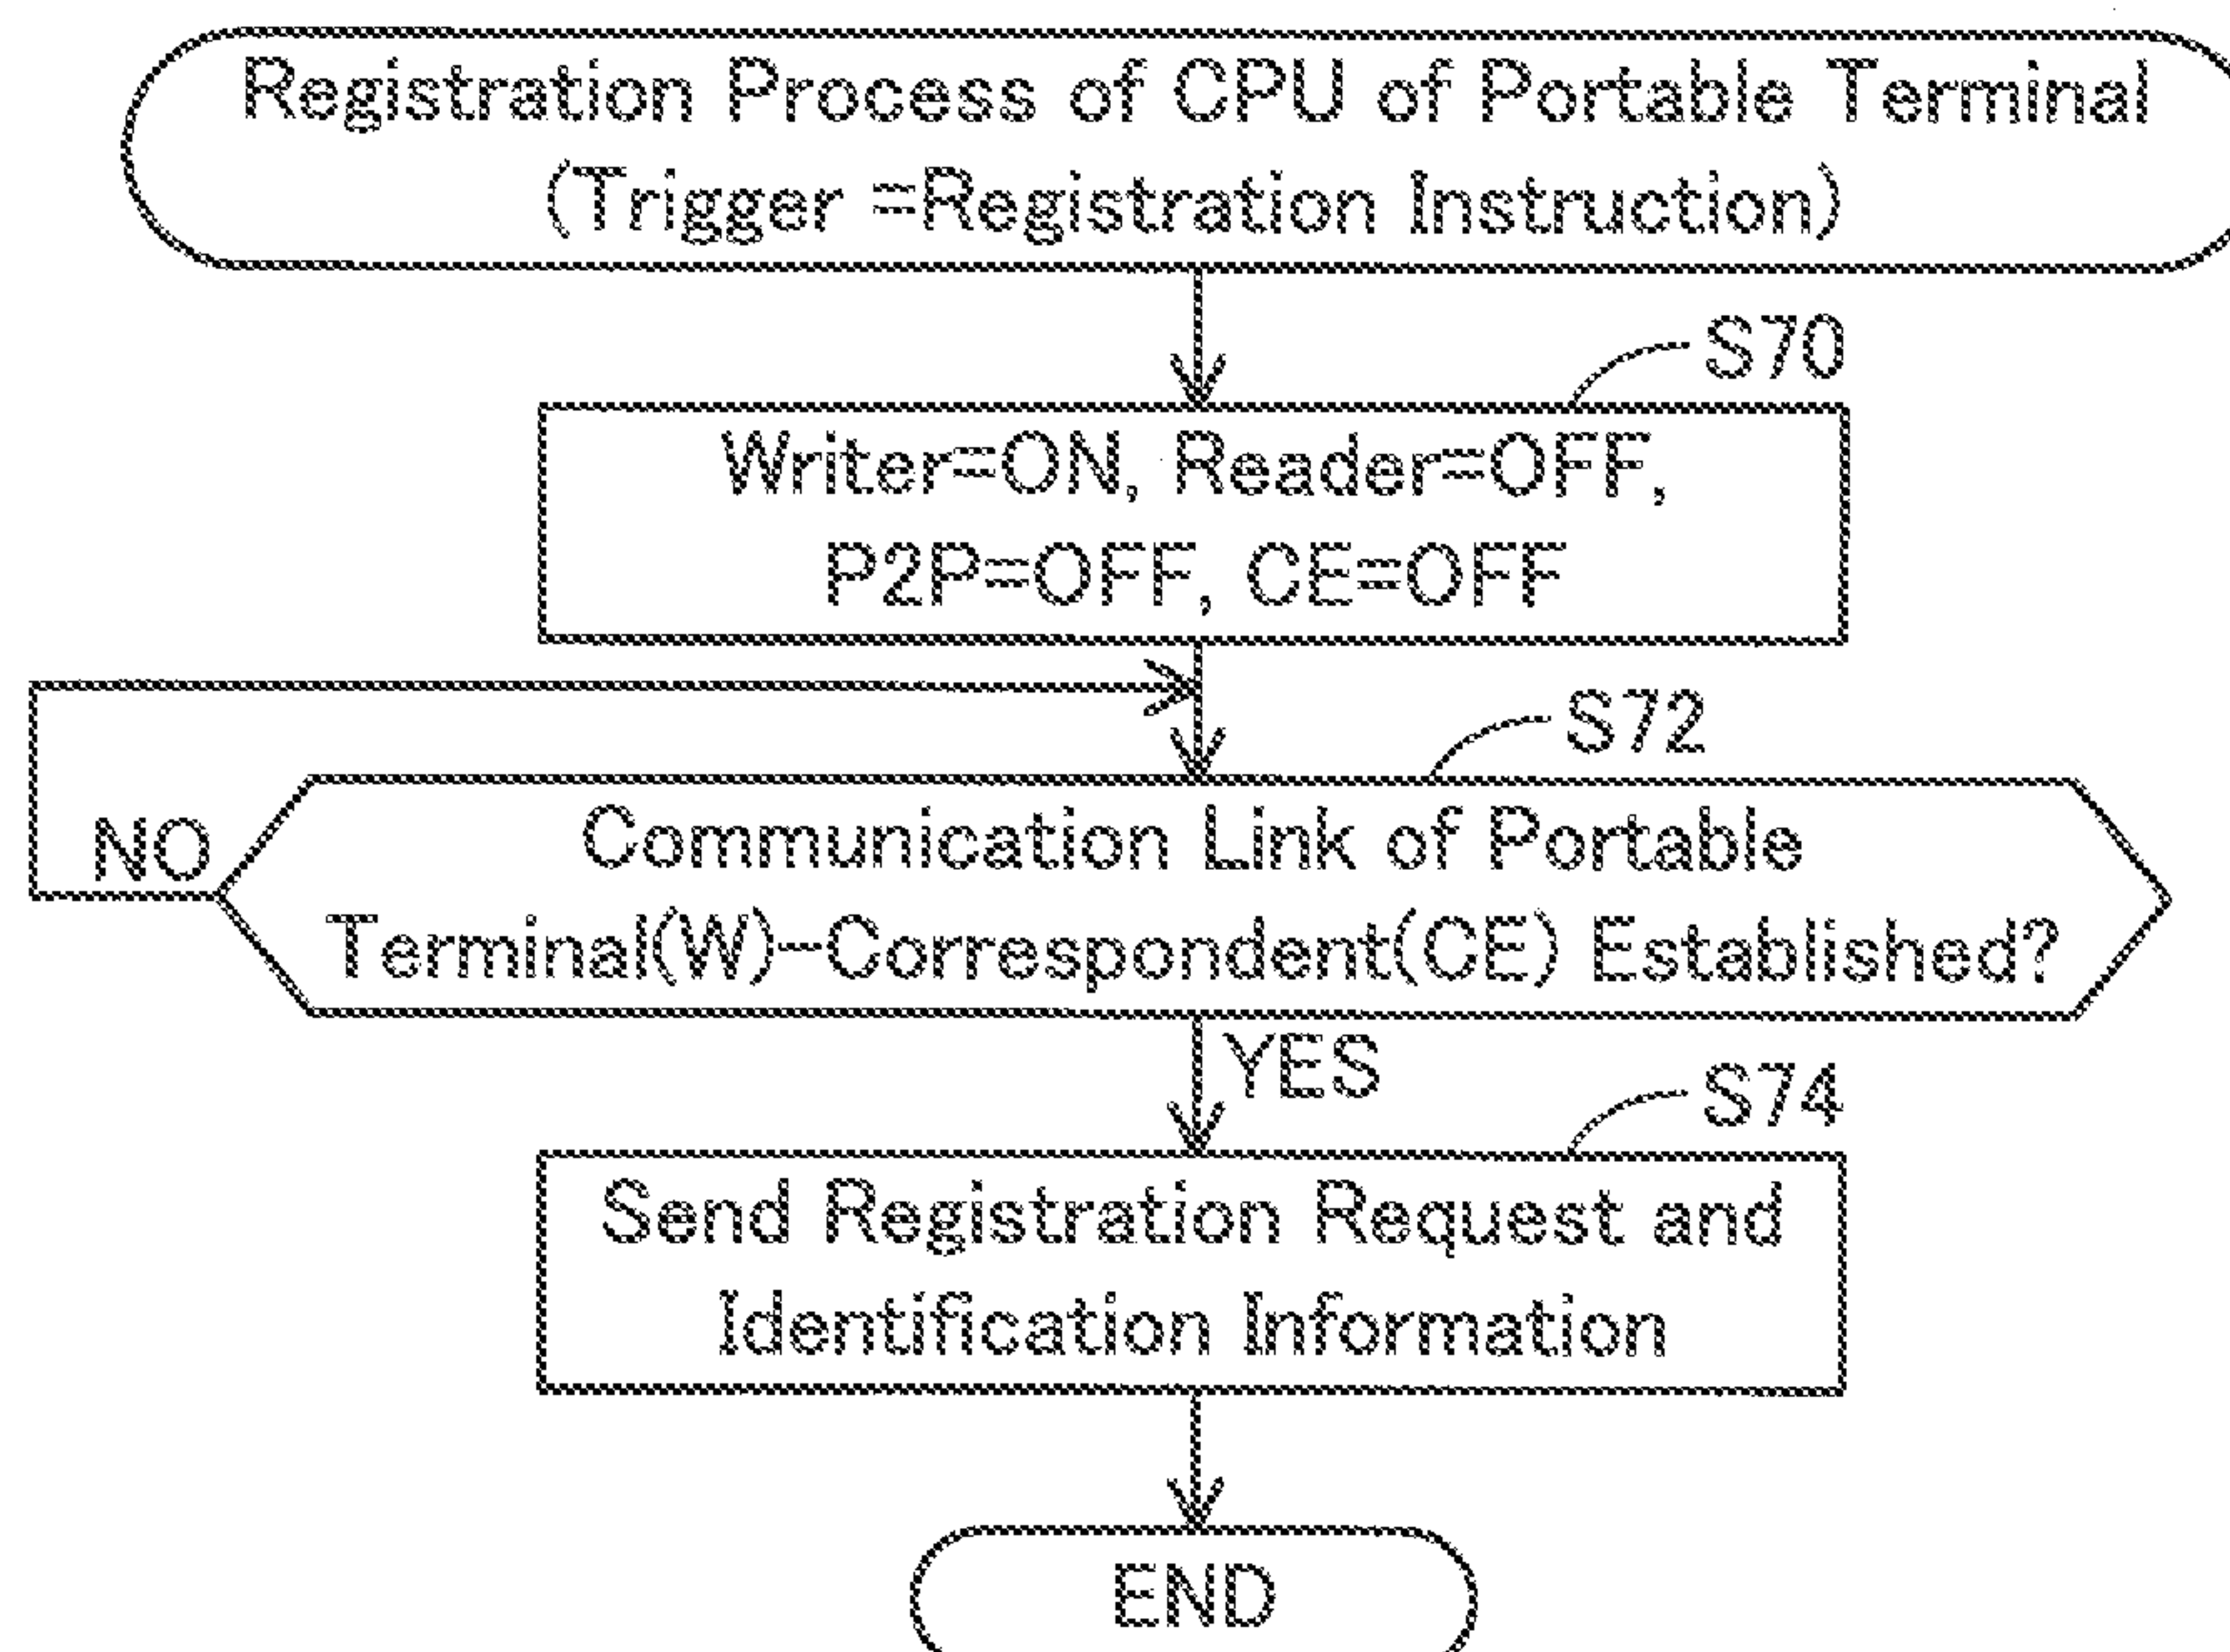 Registration Process of CPU of Portable Terminal
(Trigger =Registration Instruction)
S70
Writer=ON, Reader=OFF,
P2P=OFF, CE=OFF
S72
NO
Communication Link of Portable
Terminal(W)-Correspondent(CE) Established?
YES
S74
Send Registration Request and
Identification Information
END